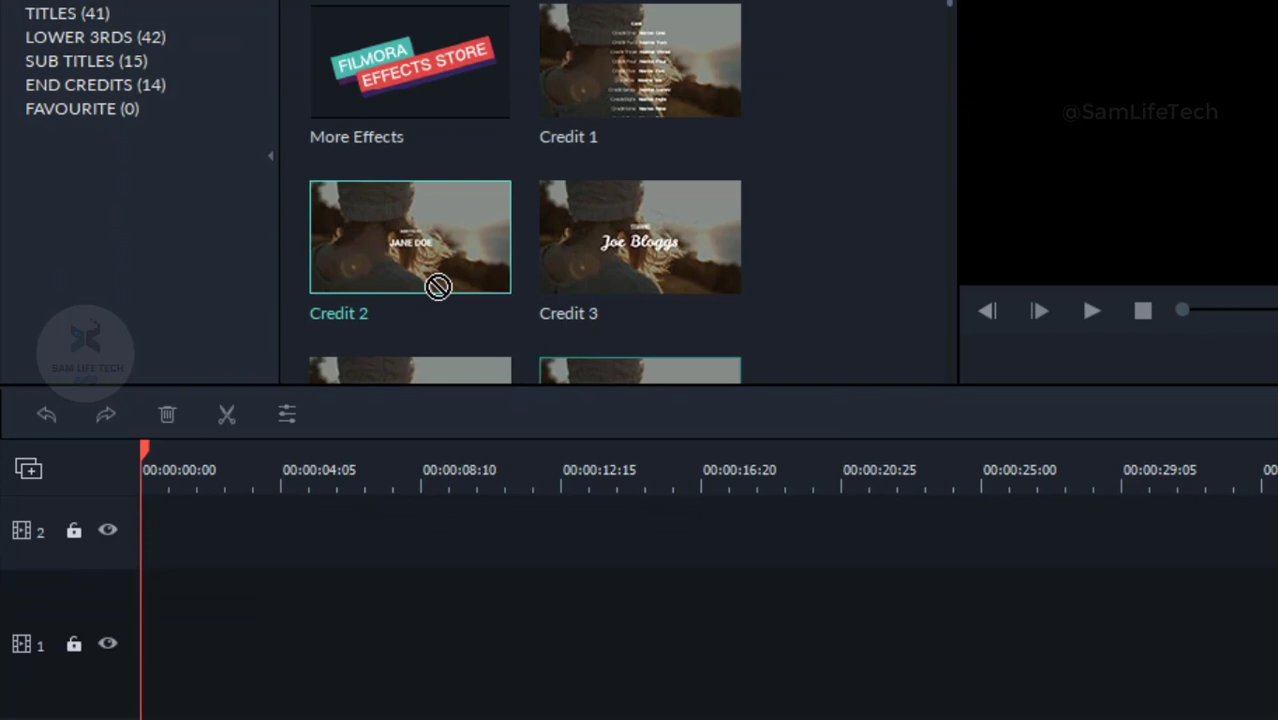 TITLES (41)
LOWER 3RDS (42)
SUB TITLES (15)
END CREDITS (14)
FAVOURITE (0)
FILMORA
EFFECTS STORE
More Effects
Credit 1
JANE DOE
Credit 2
Joe Bloggs
Credit 3
@SamLifeTech
SAM LIFE TECH
00:00:00:00 00:00:04:05 00:00:08:10 00:00:12:15 00:00:16:20 00:00:20:25 00:00:25:00 00:00:29:05 00
2
1